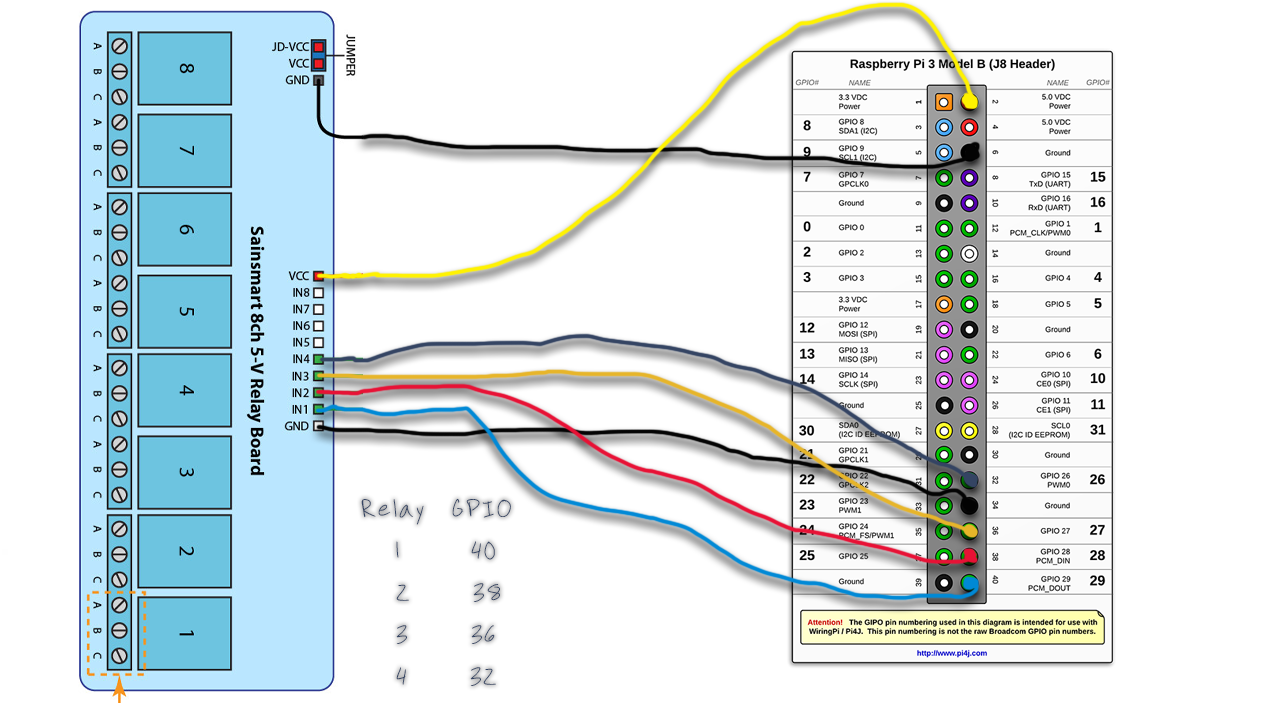 JD-VCC
VCC
GND
JUMPER
A
B
C
8
A
B
C
7
A
B
C
6
A
B
C
5
A
B
C
4
A
B
C
3
A
B
C
2
A
B
C
1
Sainsmart 8ch 5-V Relay Board
VCC
IN8
IN7
IN6
IN5
IN4
IN3
IN2
IN1
GND
Relay GPIO
1 40
2 38
3 36
4 32
Raspberry Pi 3 Model B (J8 Header)
GPIO# NAME NAME GPIO#
3.3 VDC Power 1 2 5.0 VDC Power
8 GPIO 8 SDA1 (I2C) 3 4 5.0 VDC Power
9 GPIO 9 SCL1 (I2C) 5 6 Ground
7 GPIO 7 GPCLK0 7 8 GPIO 15 TxD (UART) 15
Ground 9 10 GPIO 16 RxD (UART) 16
0 GPIO 0 11 12 GPIO 1 PCM_CLK/PWM0 1
2 GPIO 2 13 14 Ground
3 GPIO 3 15 16 GPIO 4 4
3.3 VDC Power 17 18 GPIO 5 5
12 GPIO 12 MOSI (SPI) 19 20 Ground
13 GPIO 13 MISO (SPI) 21 22 GPIO 6 6
14 GPIO 14 SCLK (SPI) 23 24 GPIO 10 CE0 (SPI) 10
Ground 25 26 GPIO 11 CE1 (SPI) 11
30 SDA0 (I2C ID EEPROM) 27 28 SCL0 (I2C ID EEPROM) 31
21 GPIO 21 GPCLK1 30 Ground
22 GPIO 22 GPCLK2 31 32 GPIO 26 PWM0 26
23 GPIO 23 PWM1 33 34 Ground
24 GPIO 24 PCM_FS/PWM1 35 36 GPIO 27 27
25 GPIO 25 37 38 GPIO 28 PCM_DIN 28
Ground 39 40 GPIO 29 PCM_DOUT 29
Attention! The GIPO pin numbering used in this diagram is intended for use with
WiringPi / Pi4J. This pin numbering is not the raw Broadcom GPIO pin numbers.
http://www.pi4j.com